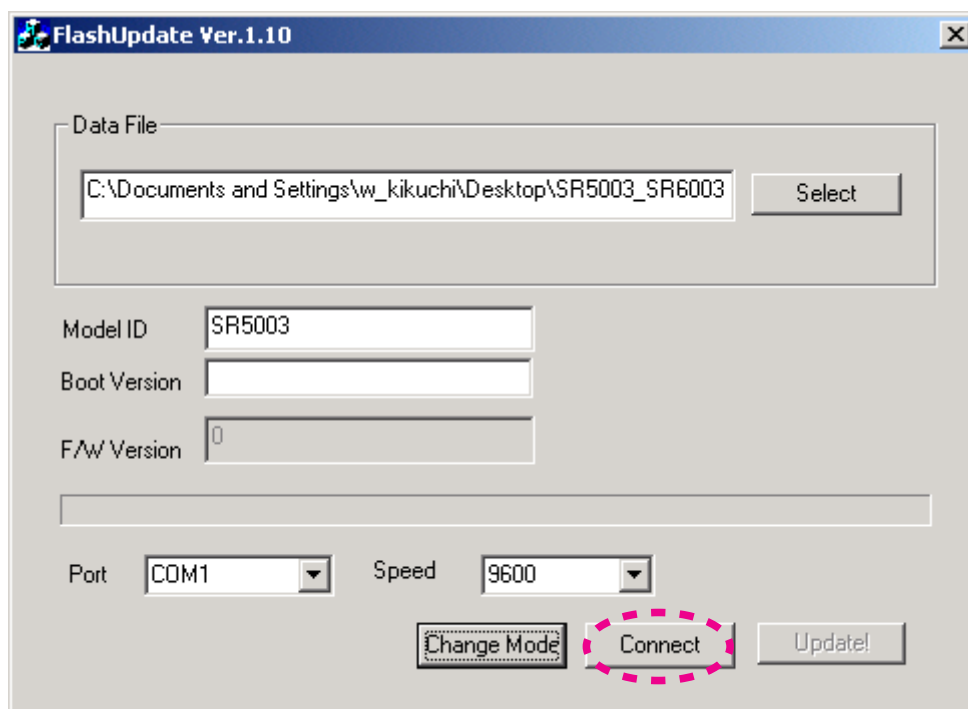 FlashUpdate Ver.1.10
Data File
C:\Documents and Settings\w_kikuchi\Desktop\SR5003_SR6003
Select
Model ID SR5003
Boot Version
F/W Version 0
Port COM1 Speed 9600
Change Mode Connect Update!